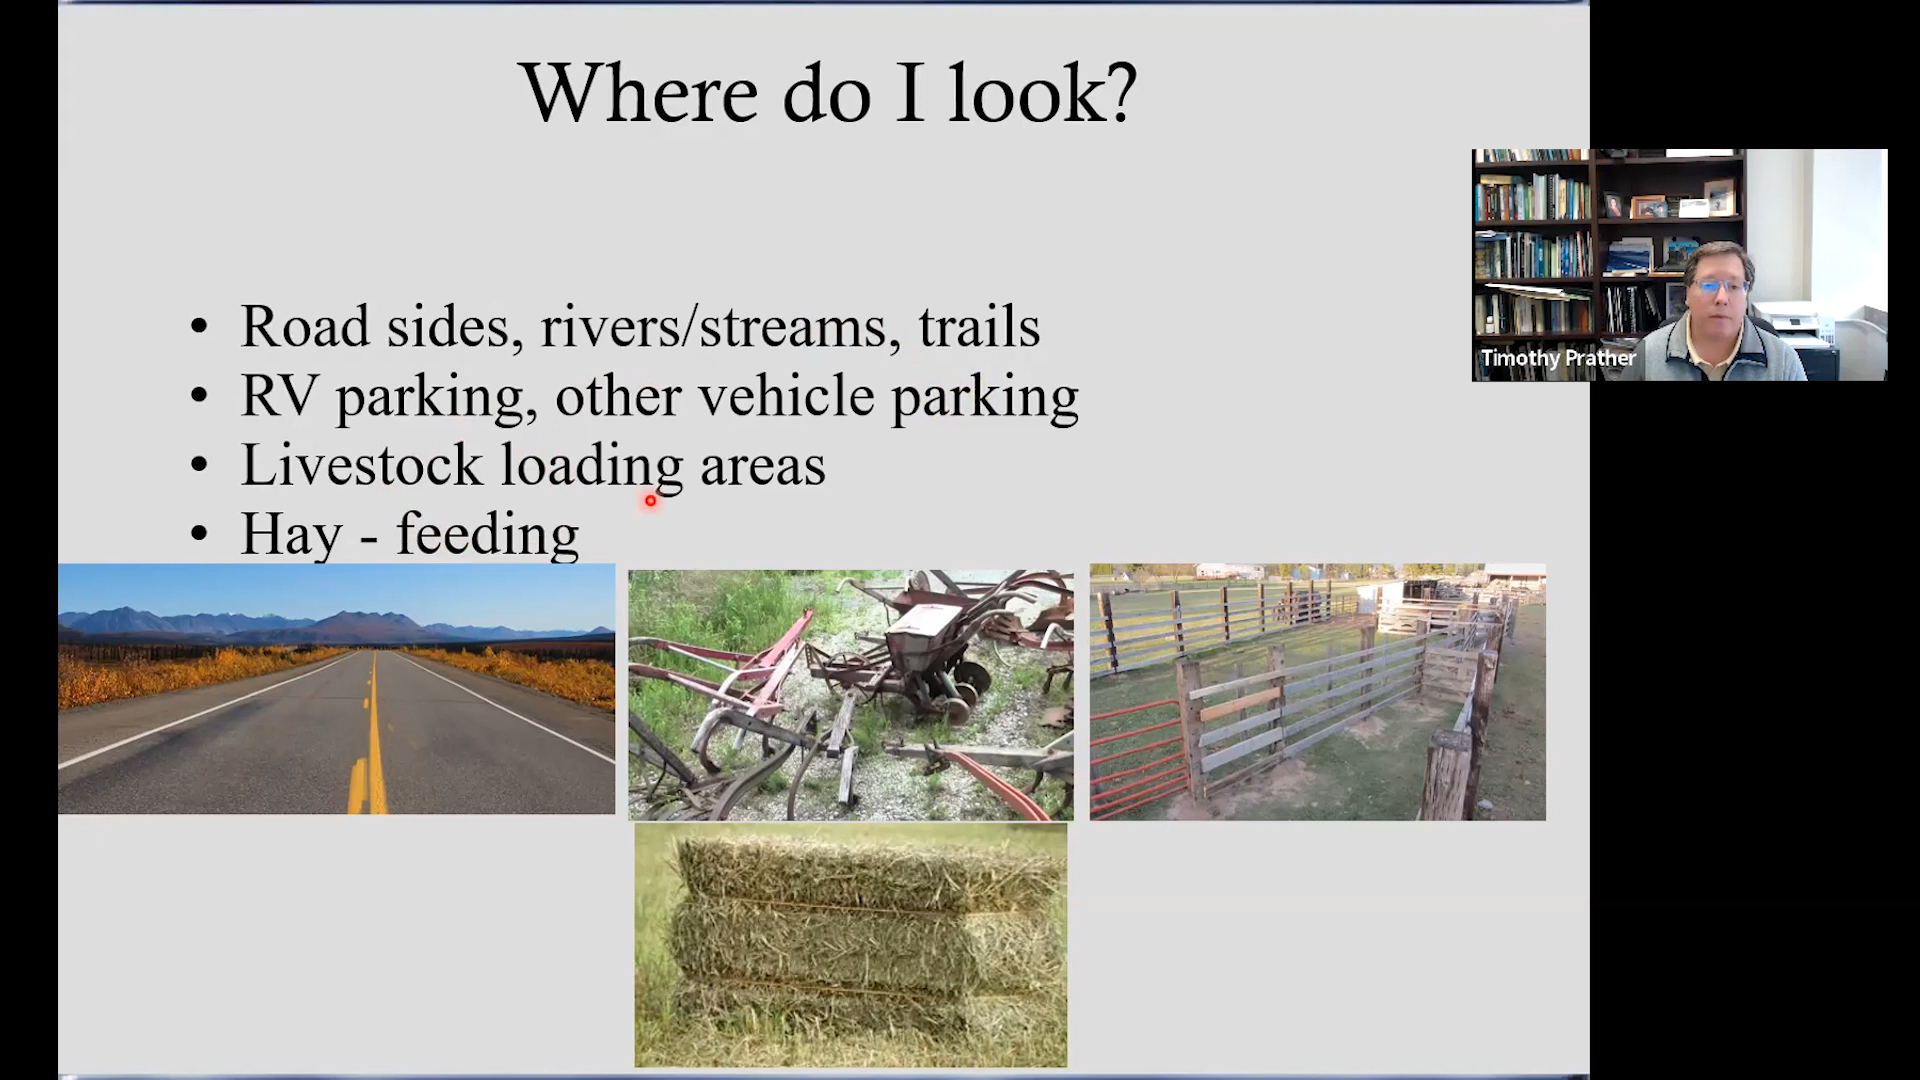 Where do I look?
• Road sides, rivers/streams, trails
• RV parking, other vehicle parking
• Livestock loading areas
• Hay - feeding
Timothy Prather